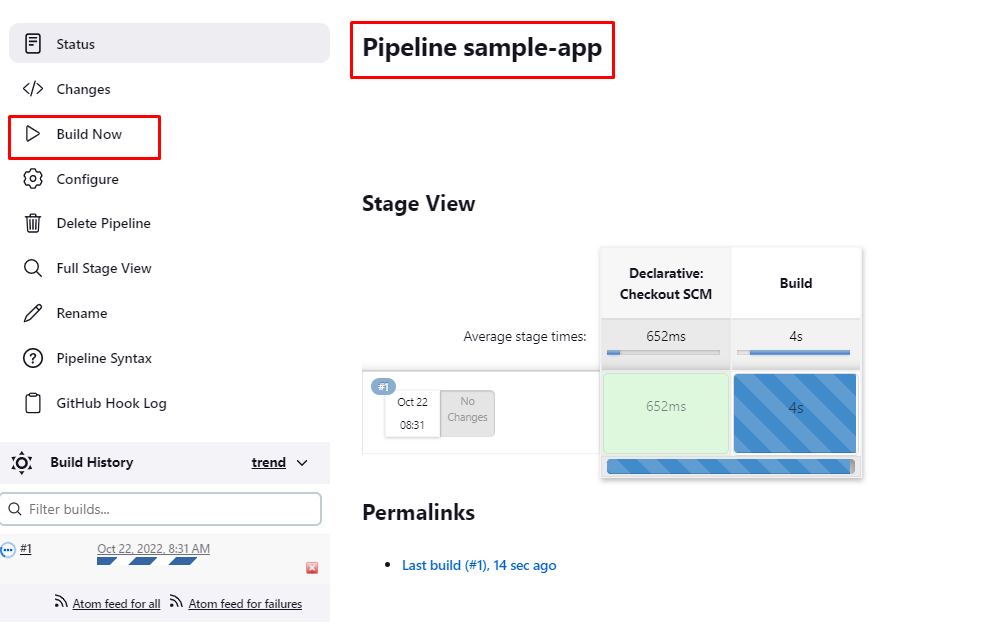 Status
Changes
Build Now
Configure
Delete Pipeline
Full Stage View
Rename
Pipeline Syntax
GitHub Hook Log
Build History
trend
Filter builds...
#1
Oct 22, 2022, 8:31 AM
Atom feed for all
Atom feed for failures
Pipeline sample-app
Stage View
Declarative:
Checkout SCM
Build
Average stage times:
652ms
4s
#1
Oct 22
08:31
No
Changes
652ms
4s
Permalinks
Last build (#1), 14 sec ago